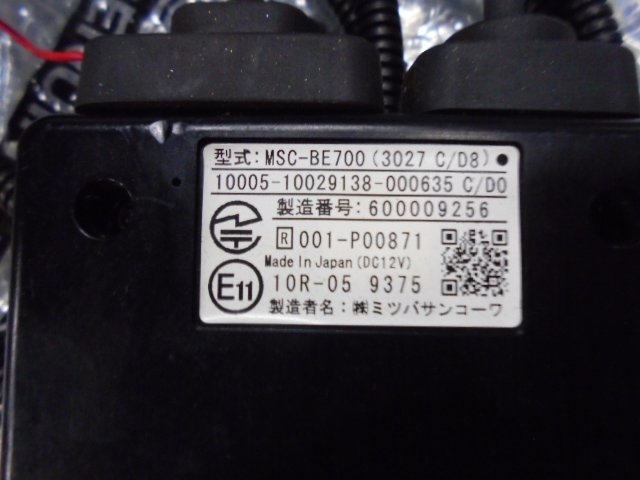 型式:MSC-BE700(3027 C/D8)
10005-10029138-000635 C/D0
製造番号:600009256
R 001-P00871
Made In Japan (DC12V)
E11 10R-05 9375
製造者名:㈱ミツバサンコーワ